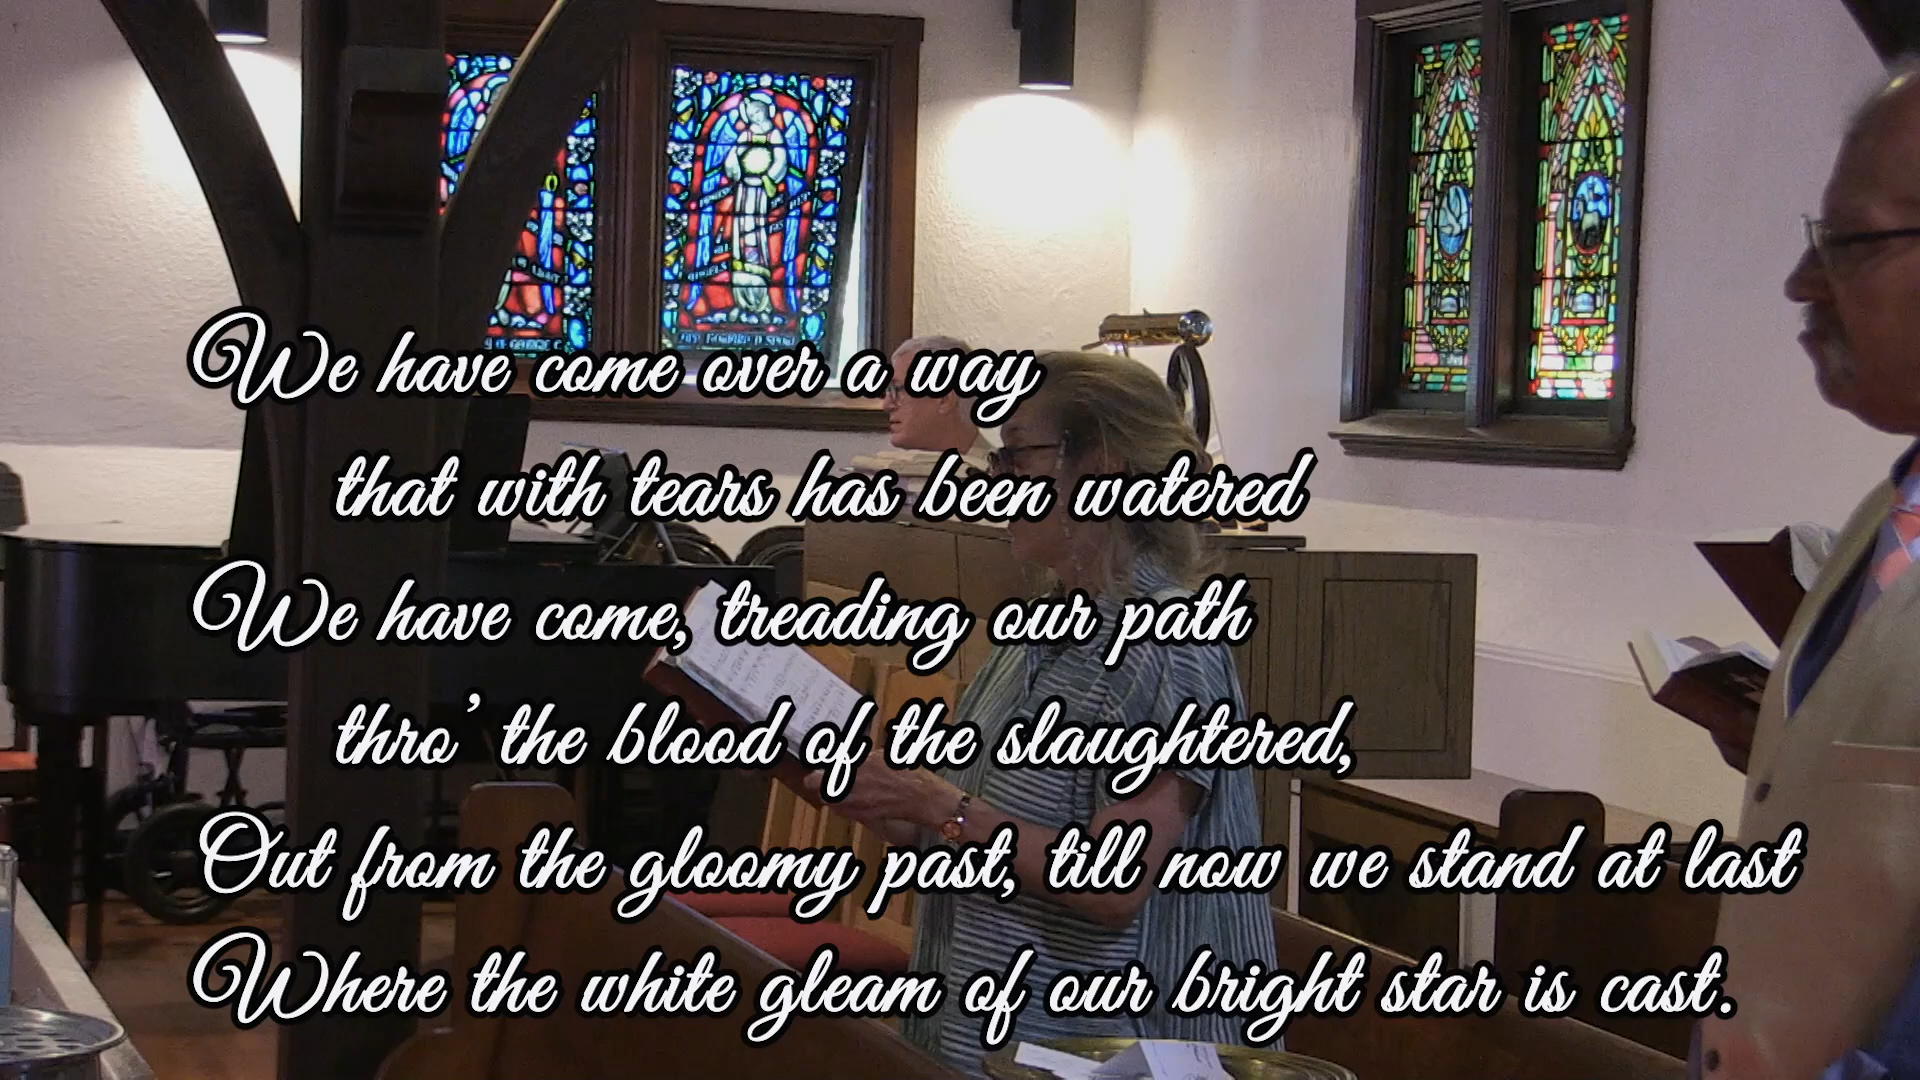 We have come over a way
that with tears has been watered
We have come, treading our path
thro' the blood of the slaughtered,
Out from the gloomy past, till now we stand at last
Where the white gleam of our bright star is cast.